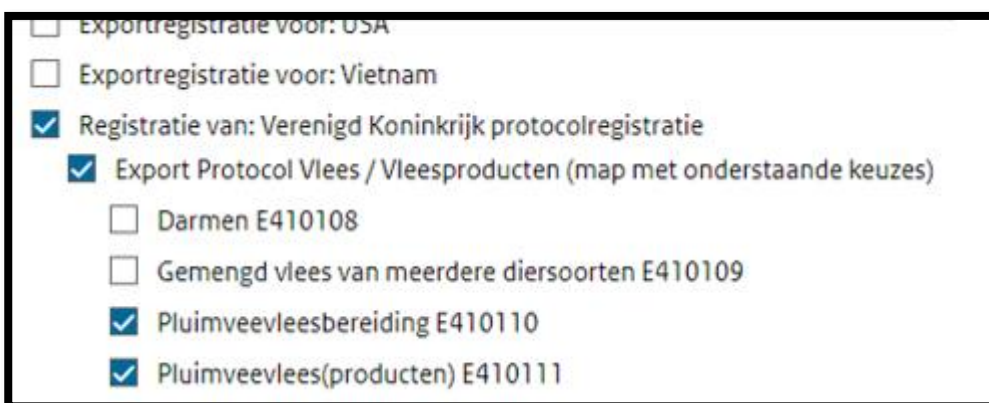 Exportregistratie voor: USA
Exportregistratie voor: Vietnam
Registratie van: Verenigd Koninkrijk protocolregistratie
Export Protocol Vlees / Vleesproducten (map met onderstaande keuzes)
Darmen E410108
Gemengd vlees van meerdere diersoorten E410109
Pluimveevleesbereiding E410110
Pluimveevlees(producten) E410111